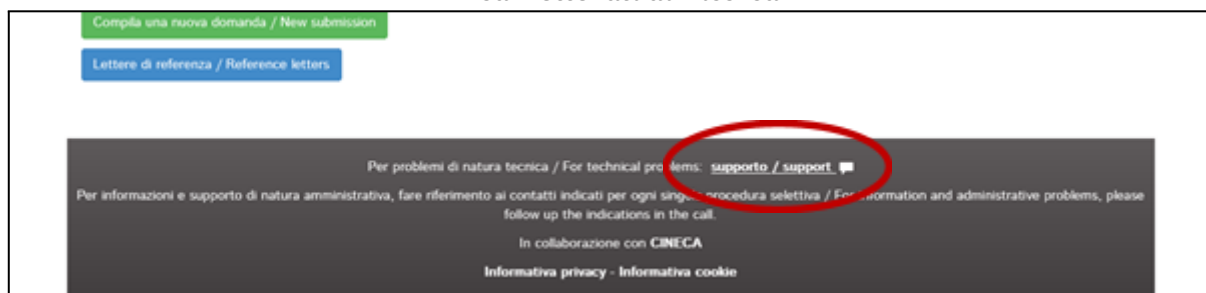 Compila una nuova domanda / New submission
Lettere di referenza / Reference letters
Per problemi di natura tecnica / For technical problems: supporto / support
Per informazioni e supporto di natura amministrativa, fare riferimento ai contatti indicati per ogni singola procedura selettiva / For information and administrative problems, please
follow up the indications in the call.
In collaborazione con CINECA
Informativa privacy - Informativa cookie